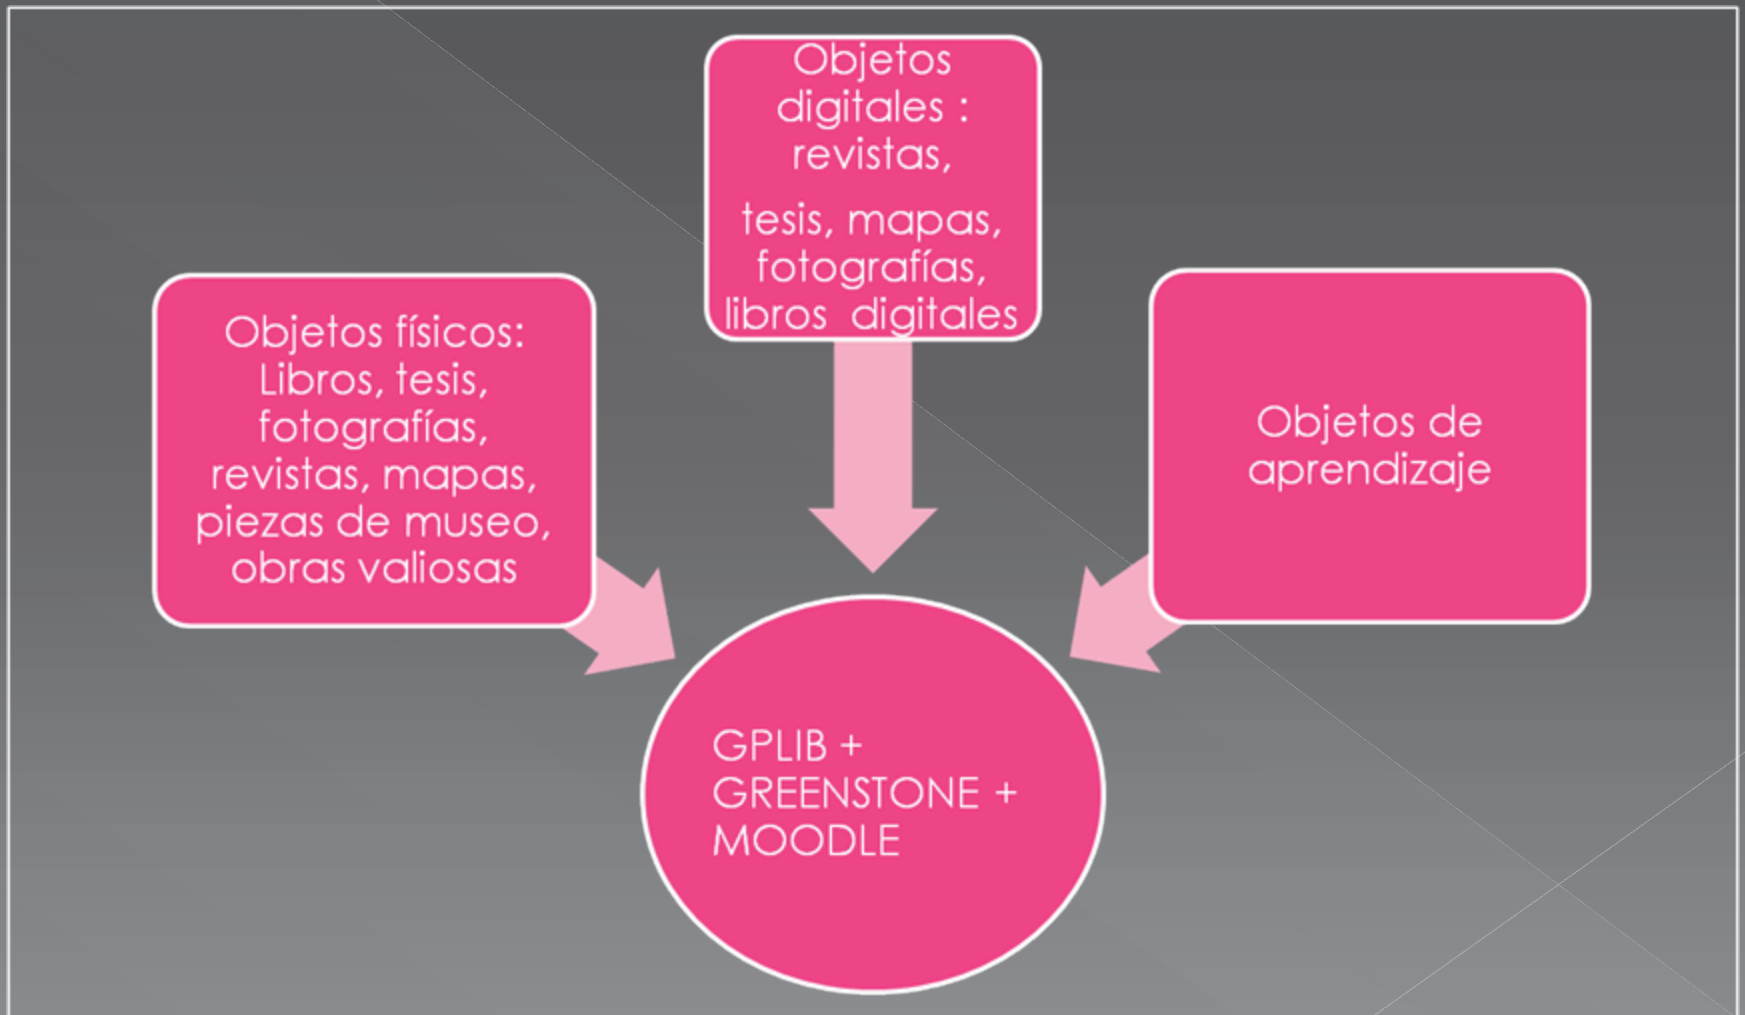 Objetos
digitales :
revistas,
tesis, mapas,
fotografías,
libros  digitales
Objetos físicos:
Libros, tesis,
fotografías,
revistas, mapas,
piezas de museo,
obras valiosas
Objetos de
aprendizaje
GPLIB +
GREENSTONE +
MOODLE